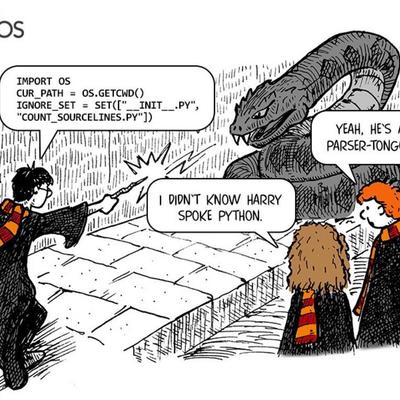 OS
IMPORT OS
CUR_PATH = OS.GETCWD()
IGNORE_SET = SET(["__INIT__.PY",
"COUNT_SOURCELINES.PY"])
YEAH, HE'S A
PARSER-TONG
I DIDN'T KNOW HARRY
SPOKE PYTHON.